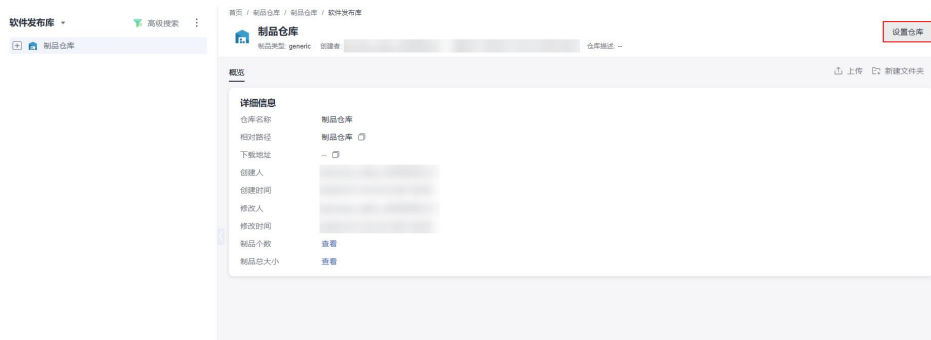 软件发布库 高级搜索
制品仓库
首页 / 制品仓库 / 制品仓库 / 软件发布库
制品仓库
制品类型: generic 创建者: 仓库描述: --
设置仓库
概览 上传 新建文件夹
详细信息
仓库名称 制品仓库
相对路径 制品仓库
下载地址 --
创建人
创建时间
修改人
修改时间
制品个数 查看
制品总大小 查看